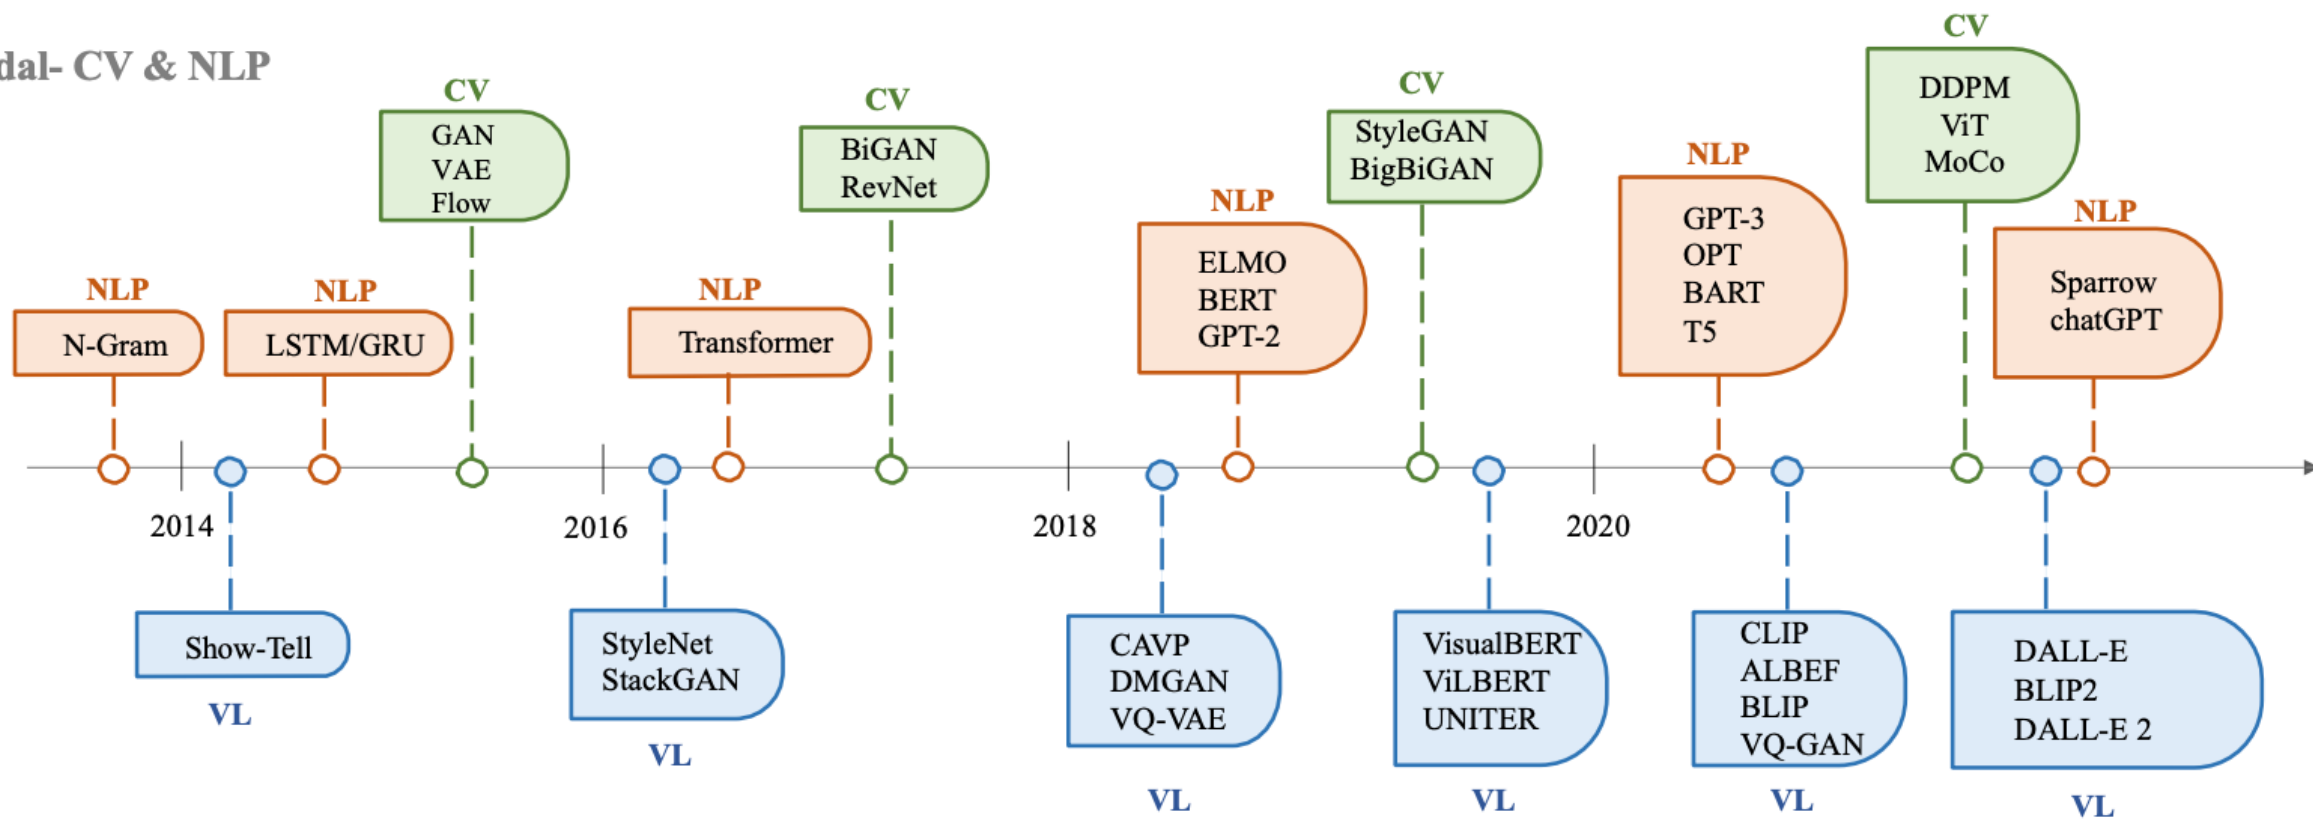 dal- CV & NLP
CV
DDPM
ViT
MoCo
CV
GAN
VAE
Flow
CV
BiGAN
RevNet
CV
StyleGAN
BigBiGAN
NLP
N-Gram
NLP
LSTM/GRU
NLP
Transformer
NLP
ELMO
BERT
GPT-2
NLP
GPT-3
OPT
BART
T5
NLP
Sparrow
chatGPT
2014
2016
2018
2020
Show-Tell
VL
StyleNet
StackGAN
VL
CAVP
DMGAN
VQ-VAE
VL
VisualBERT
ViLBERT
UNITER
VL
CLIP
ALBEF
BLIP
VQ-GAN
VL
DALL-E
BLIP2
DALL-E 2
VL